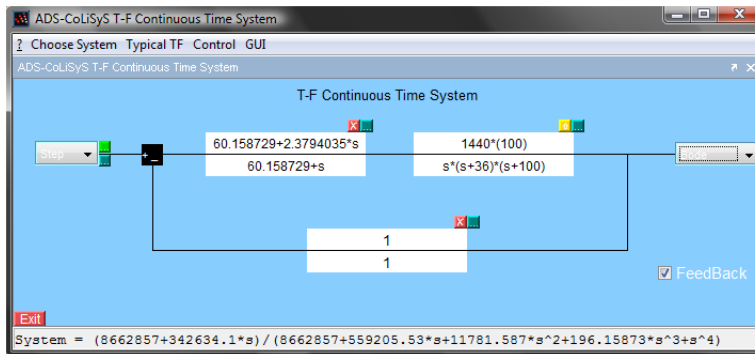 ADS-CoLiSyS T-F Continuous Time System
? Choose System Typical TF Control GUI
ADS-CoLiSyS T-F Continuous Time System
T-F Continuous Time System
X ... e ...
60.158729+2.3794035*s 1440*(100)
Step + -
60.158729+s s*(s+36)*(s+100)
X ...
1
1
FeedBack
Exit
System = (8662857+342634.1*s)/(8662857+559205.53*s+11781.587*s^2+196.15873*s^3+s^4)